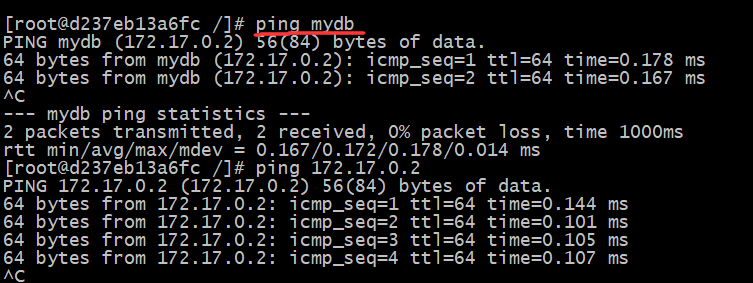 [root@d237eb13a6fc /]# ping mydb
PING mydb (172.17.0.2) 56(84) bytes of data.
64 bytes from mydb (172.17.0.2): icmp_seq=1 ttl=64 time=0.178 ms
64 bytes from mydb (172.17.0.2): icmp_seq=2 ttl=64 time=0.167 ms
^C
--- mydb ping statistics ---
2 packets transmitted, 2 received, 0% packet loss, time 1000ms
rtt min/avg/max/mdev = 0.167/0.172/0.178/0.014 ms
[root@d237eb13a6fc /]# ping 172.17.0.2
PING 172.17.0.2 (172.17.0.2) 56(84) bytes of data.
64 bytes from 172.17.0.2: icmp_seq=1 ttl=64 time=0.144 ms
64 bytes from 172.17.0.2: icmp_seq=2 ttl=64 time=0.101 ms
64 bytes from 172.17.0.2: icmp_seq=3 ttl=64 time=0.105 ms
64 bytes from 172.17.0.2: icmp_seq=4 ttl=64 time=0.107 ms
^C